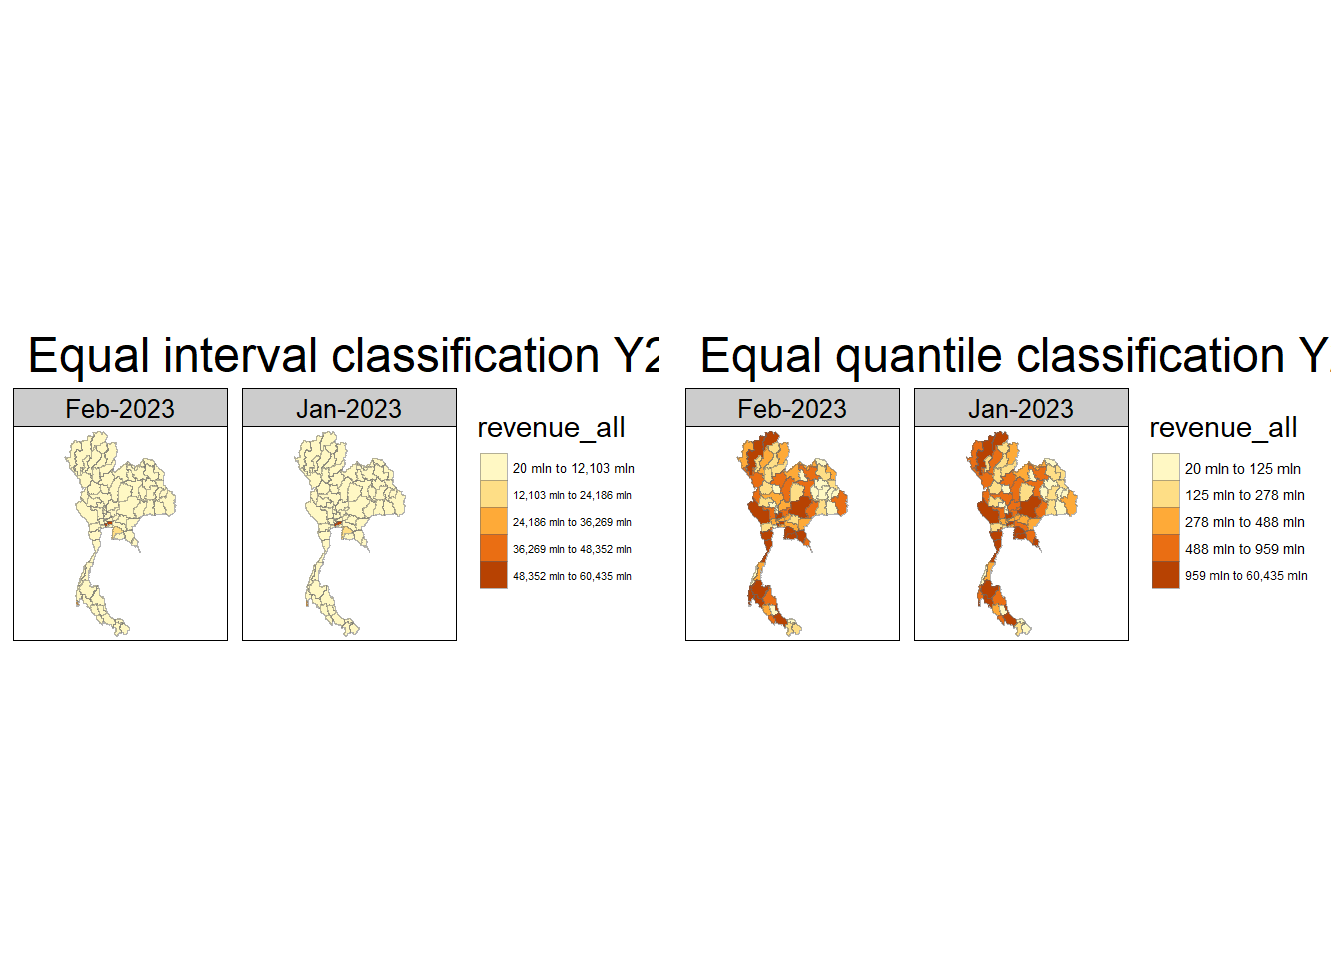 Equal interval classification Y2
Feb-2023
Jan-2023
revenue_all
20 mln to 12,103 mln
12,103 mln to 24,186 mln
24,186 mln to 36,269 mln
36,269 mln to 48,352 mln
48,352 mln to 60,435 mln
Equal quantile classification Y
Feb-2023
Jan-2023
revenue_all
20 mln to 125 mln
125 mln to 278 mln
278 mln to 488 mln
488 mln to 959 mln
959 mln to 60,435 mln